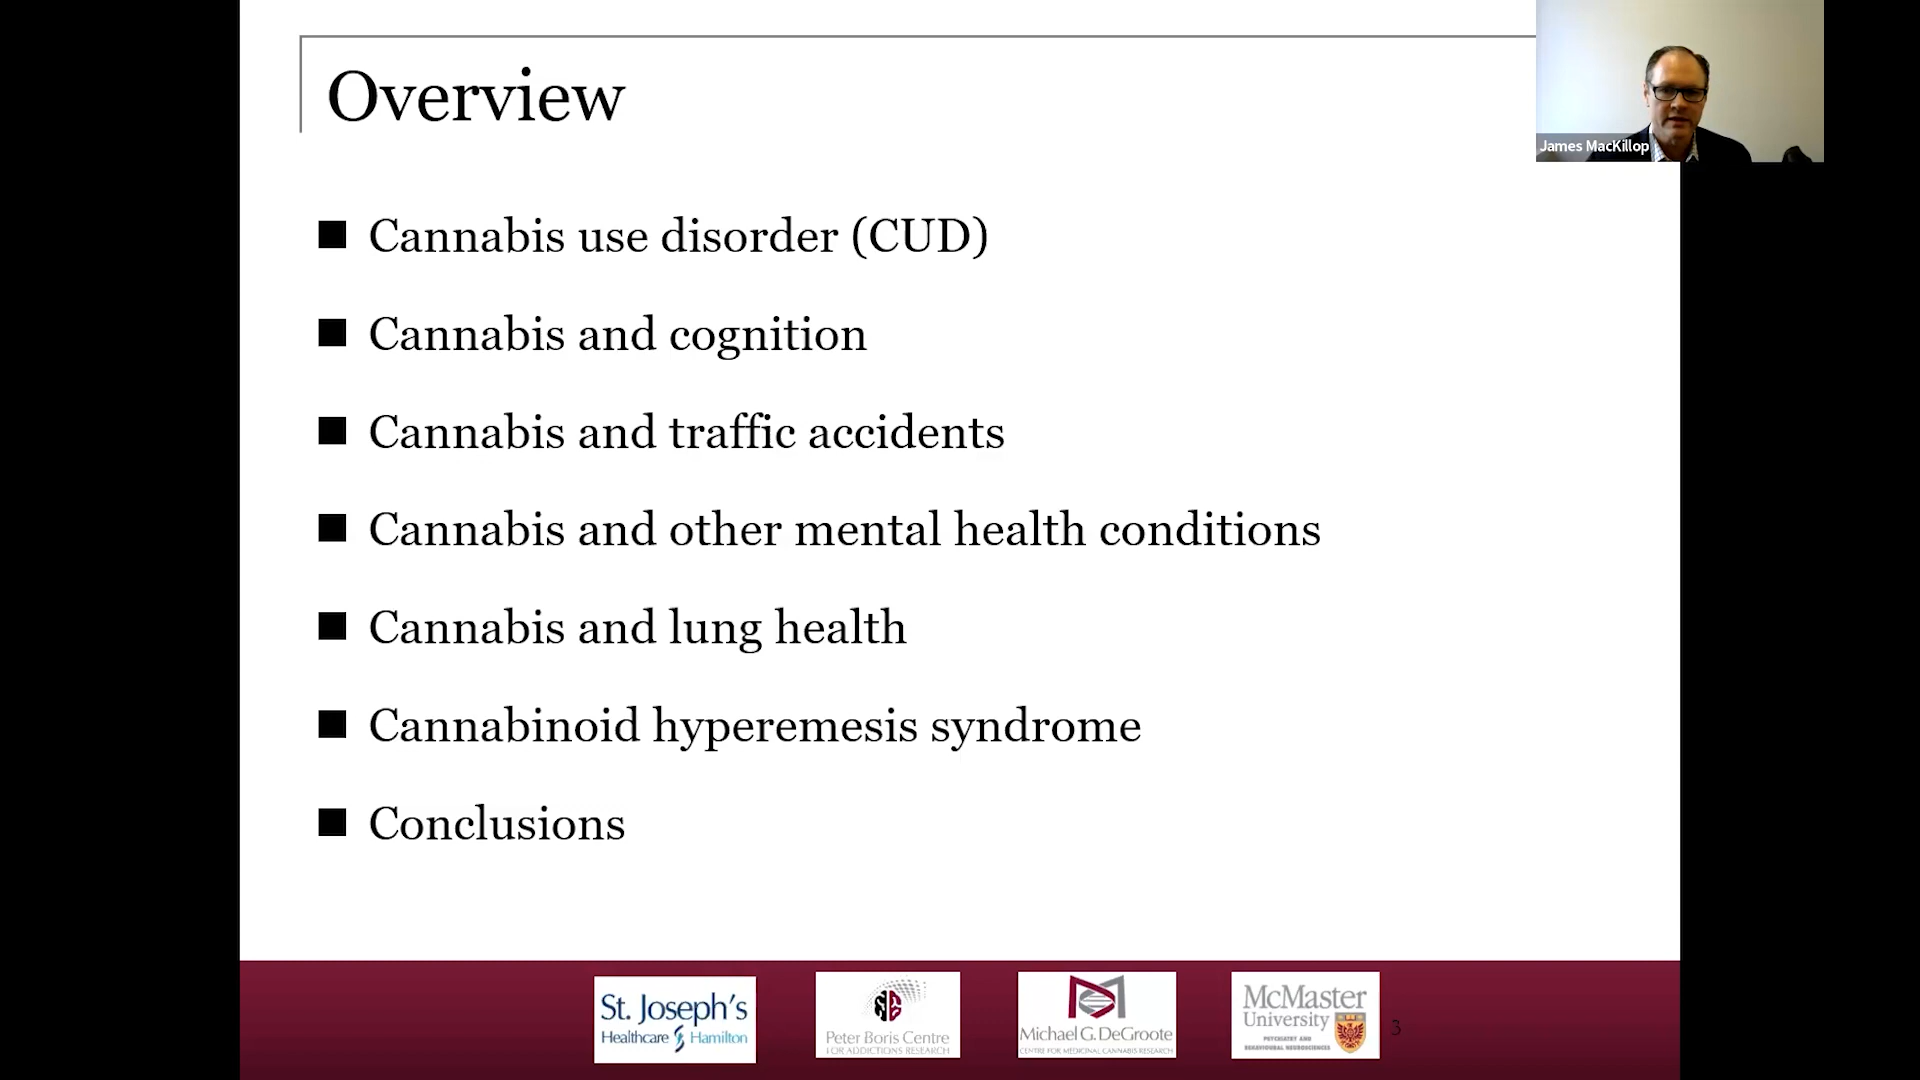 Overview
James MacKillop
Cannabis use disorder (CUD)
Cannabis and cognition
Cannabis and traffic accidents
Cannabis and other mental health conditions
Cannabis and lung health
Cannabinoid hyperemesis syndrome
Conclusions
St. Joseph's
Healthcare Hamilton
Peter Boris Centre
FOR ADDICTIONS RESEARCH
Michael G. DeGroote
CENTRE FOR MEDICINAL CANNABIS RESEARCH
McMaster
University
PSYCHIATRY AND
BEHAVIOURAL NEUROSCIENCES
3